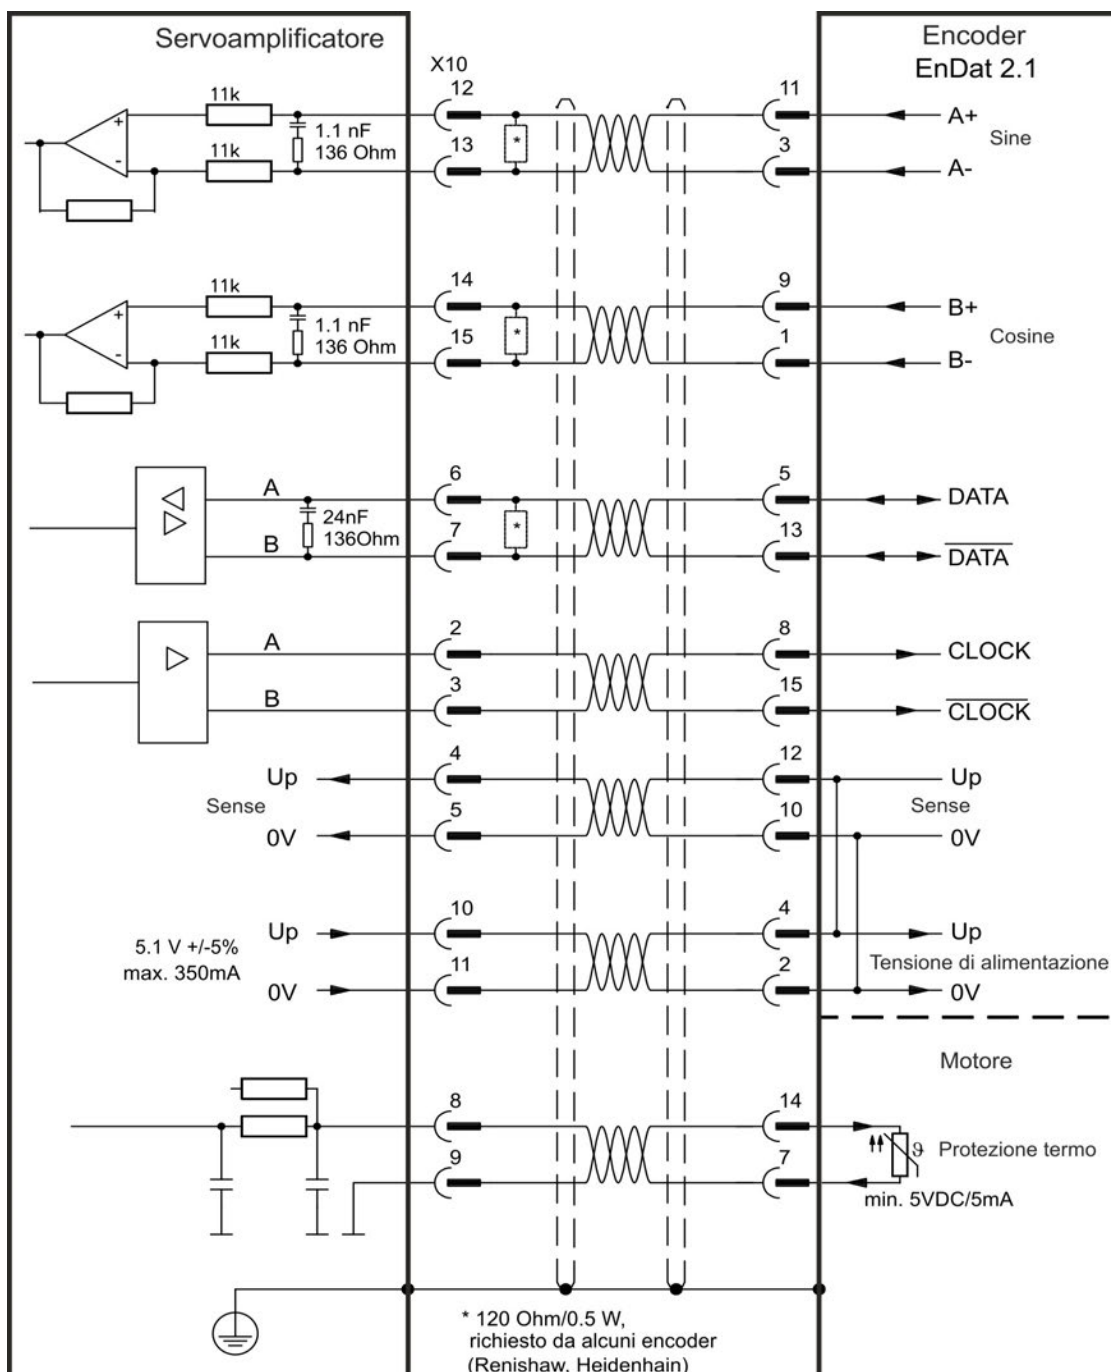 Servoamplificatore
Encoder
EnDat 2.1
X10
11k
12
11
A+
1.1 nF
136 Ohm
*
Sine
11k
13
3
A-
+
-
11k
14
9
B+
1.1 nF
136 Ohm
*
Cosine
11k
15
1
B-
+
-
A
6
5
DATA
24nF
136Ohm
*
B
7
13
DATA
A
2
8
CLOCK
B
3
15
CLOCK
Up
4
12
Up
Sense
Sense
0V
5
10
0V
Up
10
4
Up
5.1 V +/-5%
max. 350mA
Tensione di alimentazione
0V
11
2
0V
Motore
8
14
ϑ Protezione termo
9
7
min. 5VDC/5mA
* 120 Ohm/0.5 W,
richiesto da alcuni encoder
(Renishaw, Heidenhain)